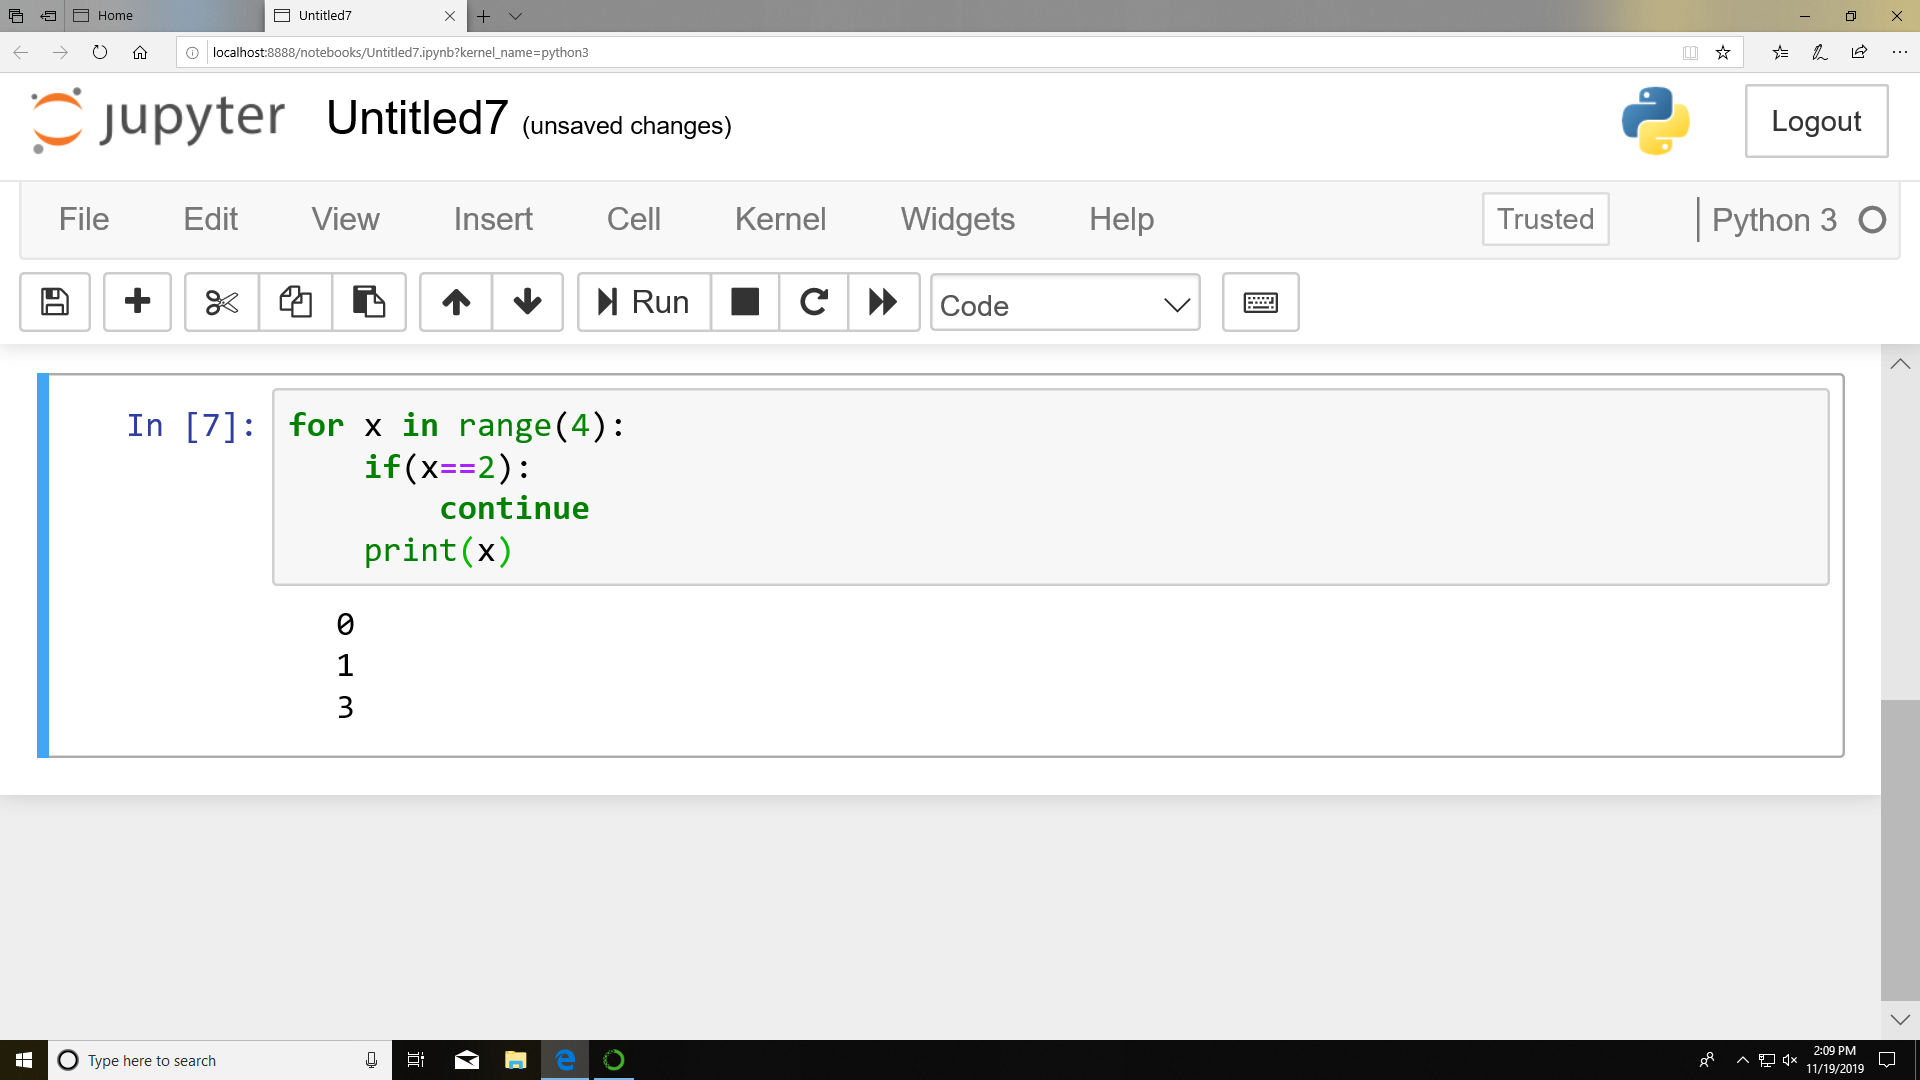 Home
Untitled7
localhost:8888/notebooks/Untitled7.ipynb?kernel_name=python3
jupyter Untitled7 (unsaved changes)
Logout
File Edit View Insert Cell Kernel Widgets Help Trusted Python 3
Run Code
In [7]: for x in range(4):
    if(x==2):
        continue
    print(x)
0
1
3
Type here to search
2:09 PM
11/19/2019